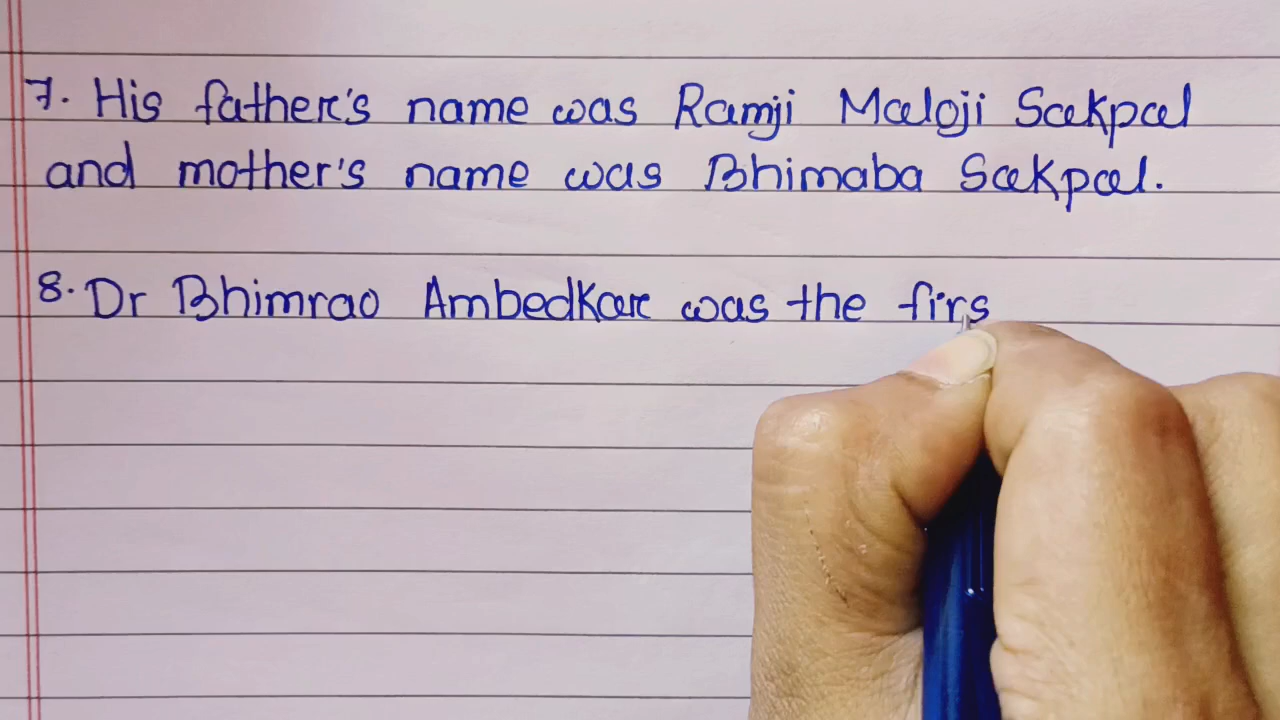 7. His father's name was Ramji Maloji Sakpal
and mother's name was Bhimaba Sakpal.
8. Dr Bhimrao Ambedkar was the firs